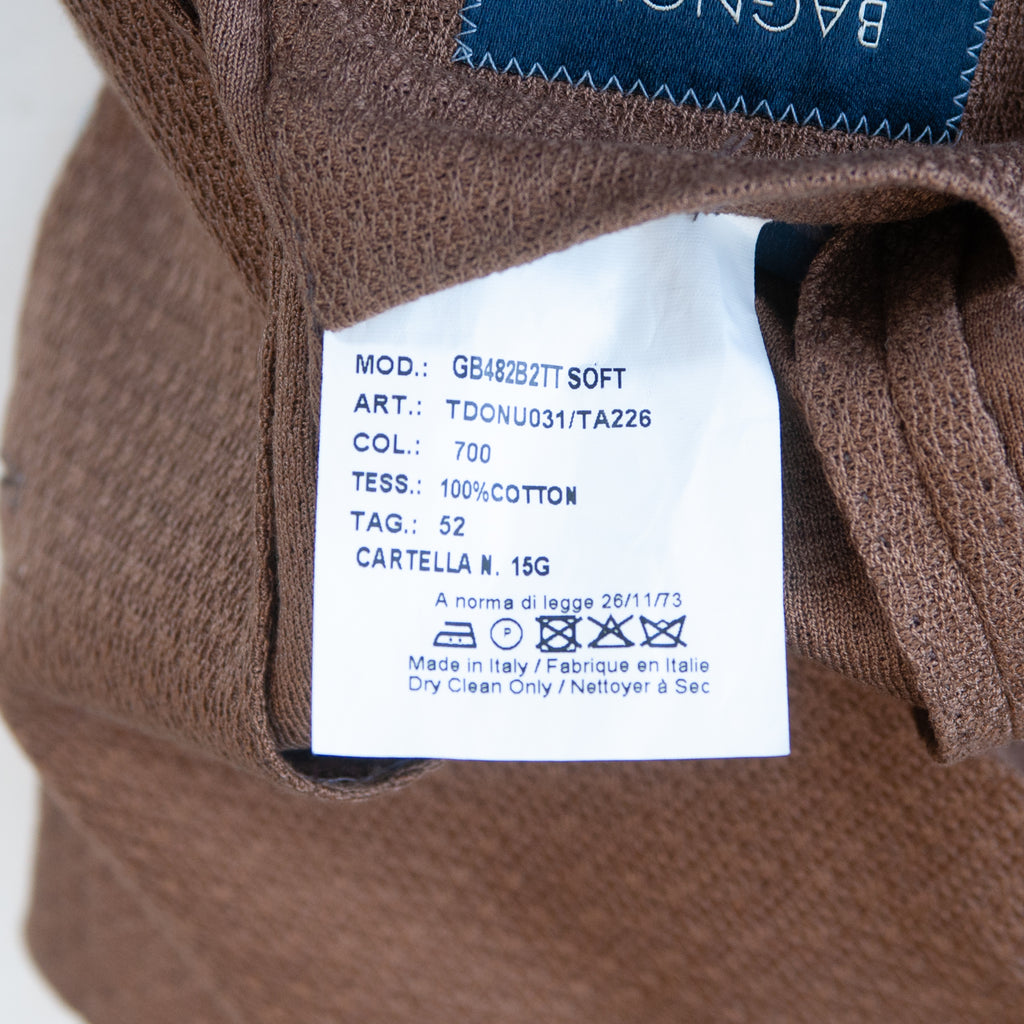 BAGNO
MOD.: GB482B2TT SOFT
ART.: TDONU031/TA226
COL.: 700
TESS.: 100%COTTON
TAG.: 52
CARTELLA N. 15G
A norma di legge 26/11/73
P
Made in Italy / Fabrique en Italie
Dry Clean Only / Nettoyer à Sec